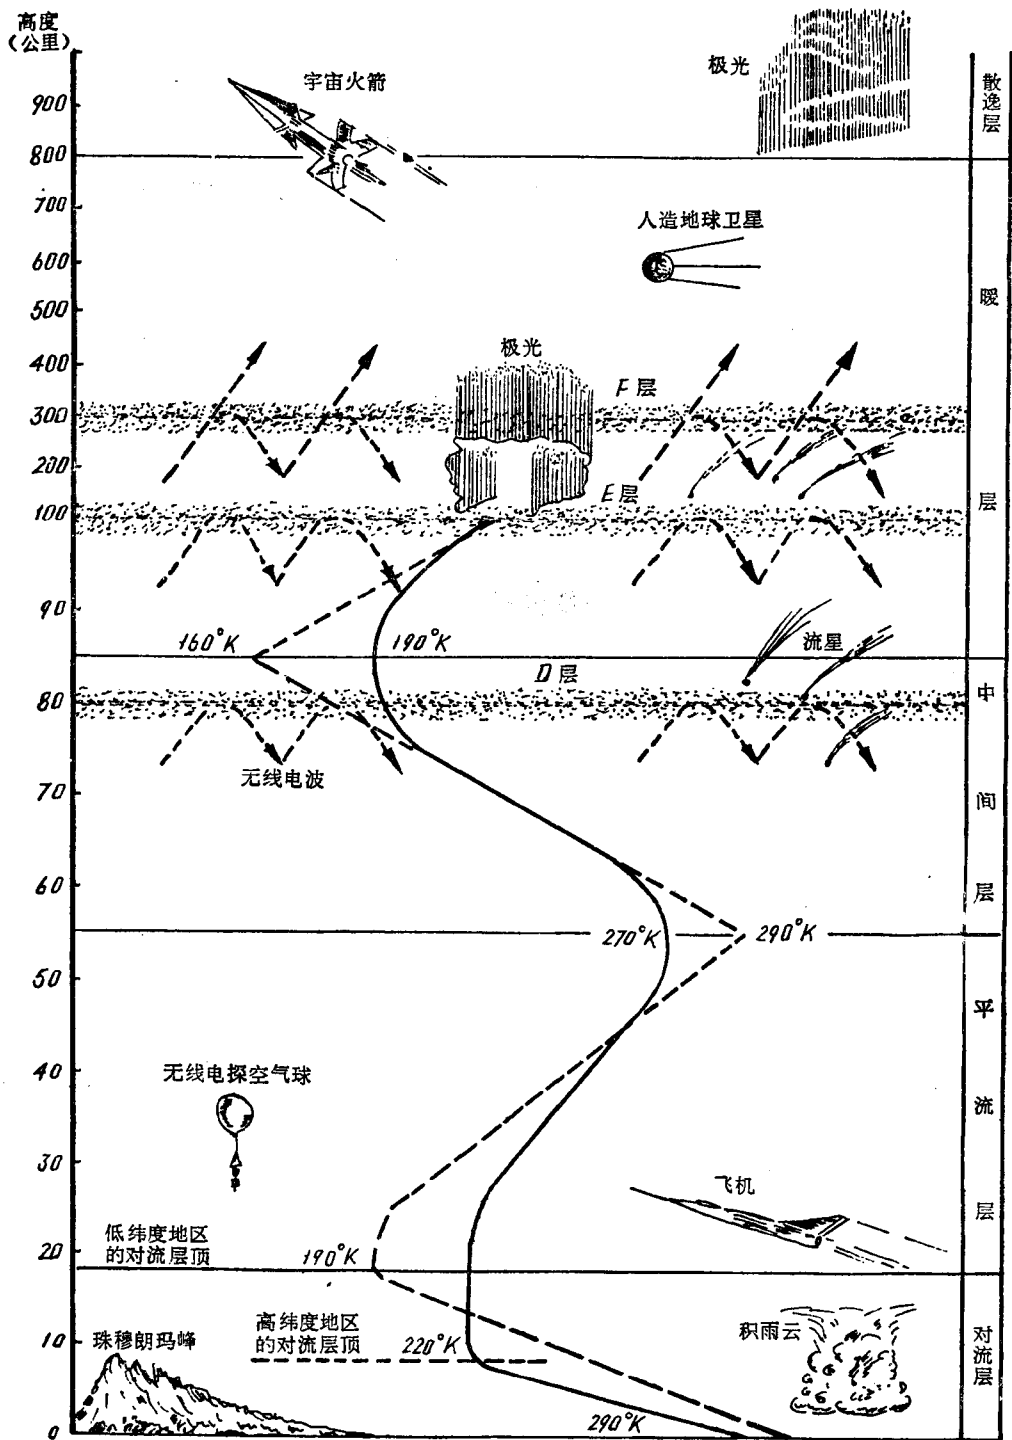 高度
（公里）
宇宙火箭
极光
散逸层
900
800
700
人造地球卫星
600
暖层
500
400
极光
F层
300
200
E层
100
90
160°K
190°K
流星
D层
中间层
80
无线电波
70
60
270°K
290°K
50
平流层
40
无线电探空气球
30
飞机
低纬度地区
的对流层顶
20
190°K
高纬度地区
的对流层顶
220°K
积雨云
对流层
10
珠穆朗玛峰
290°K
0